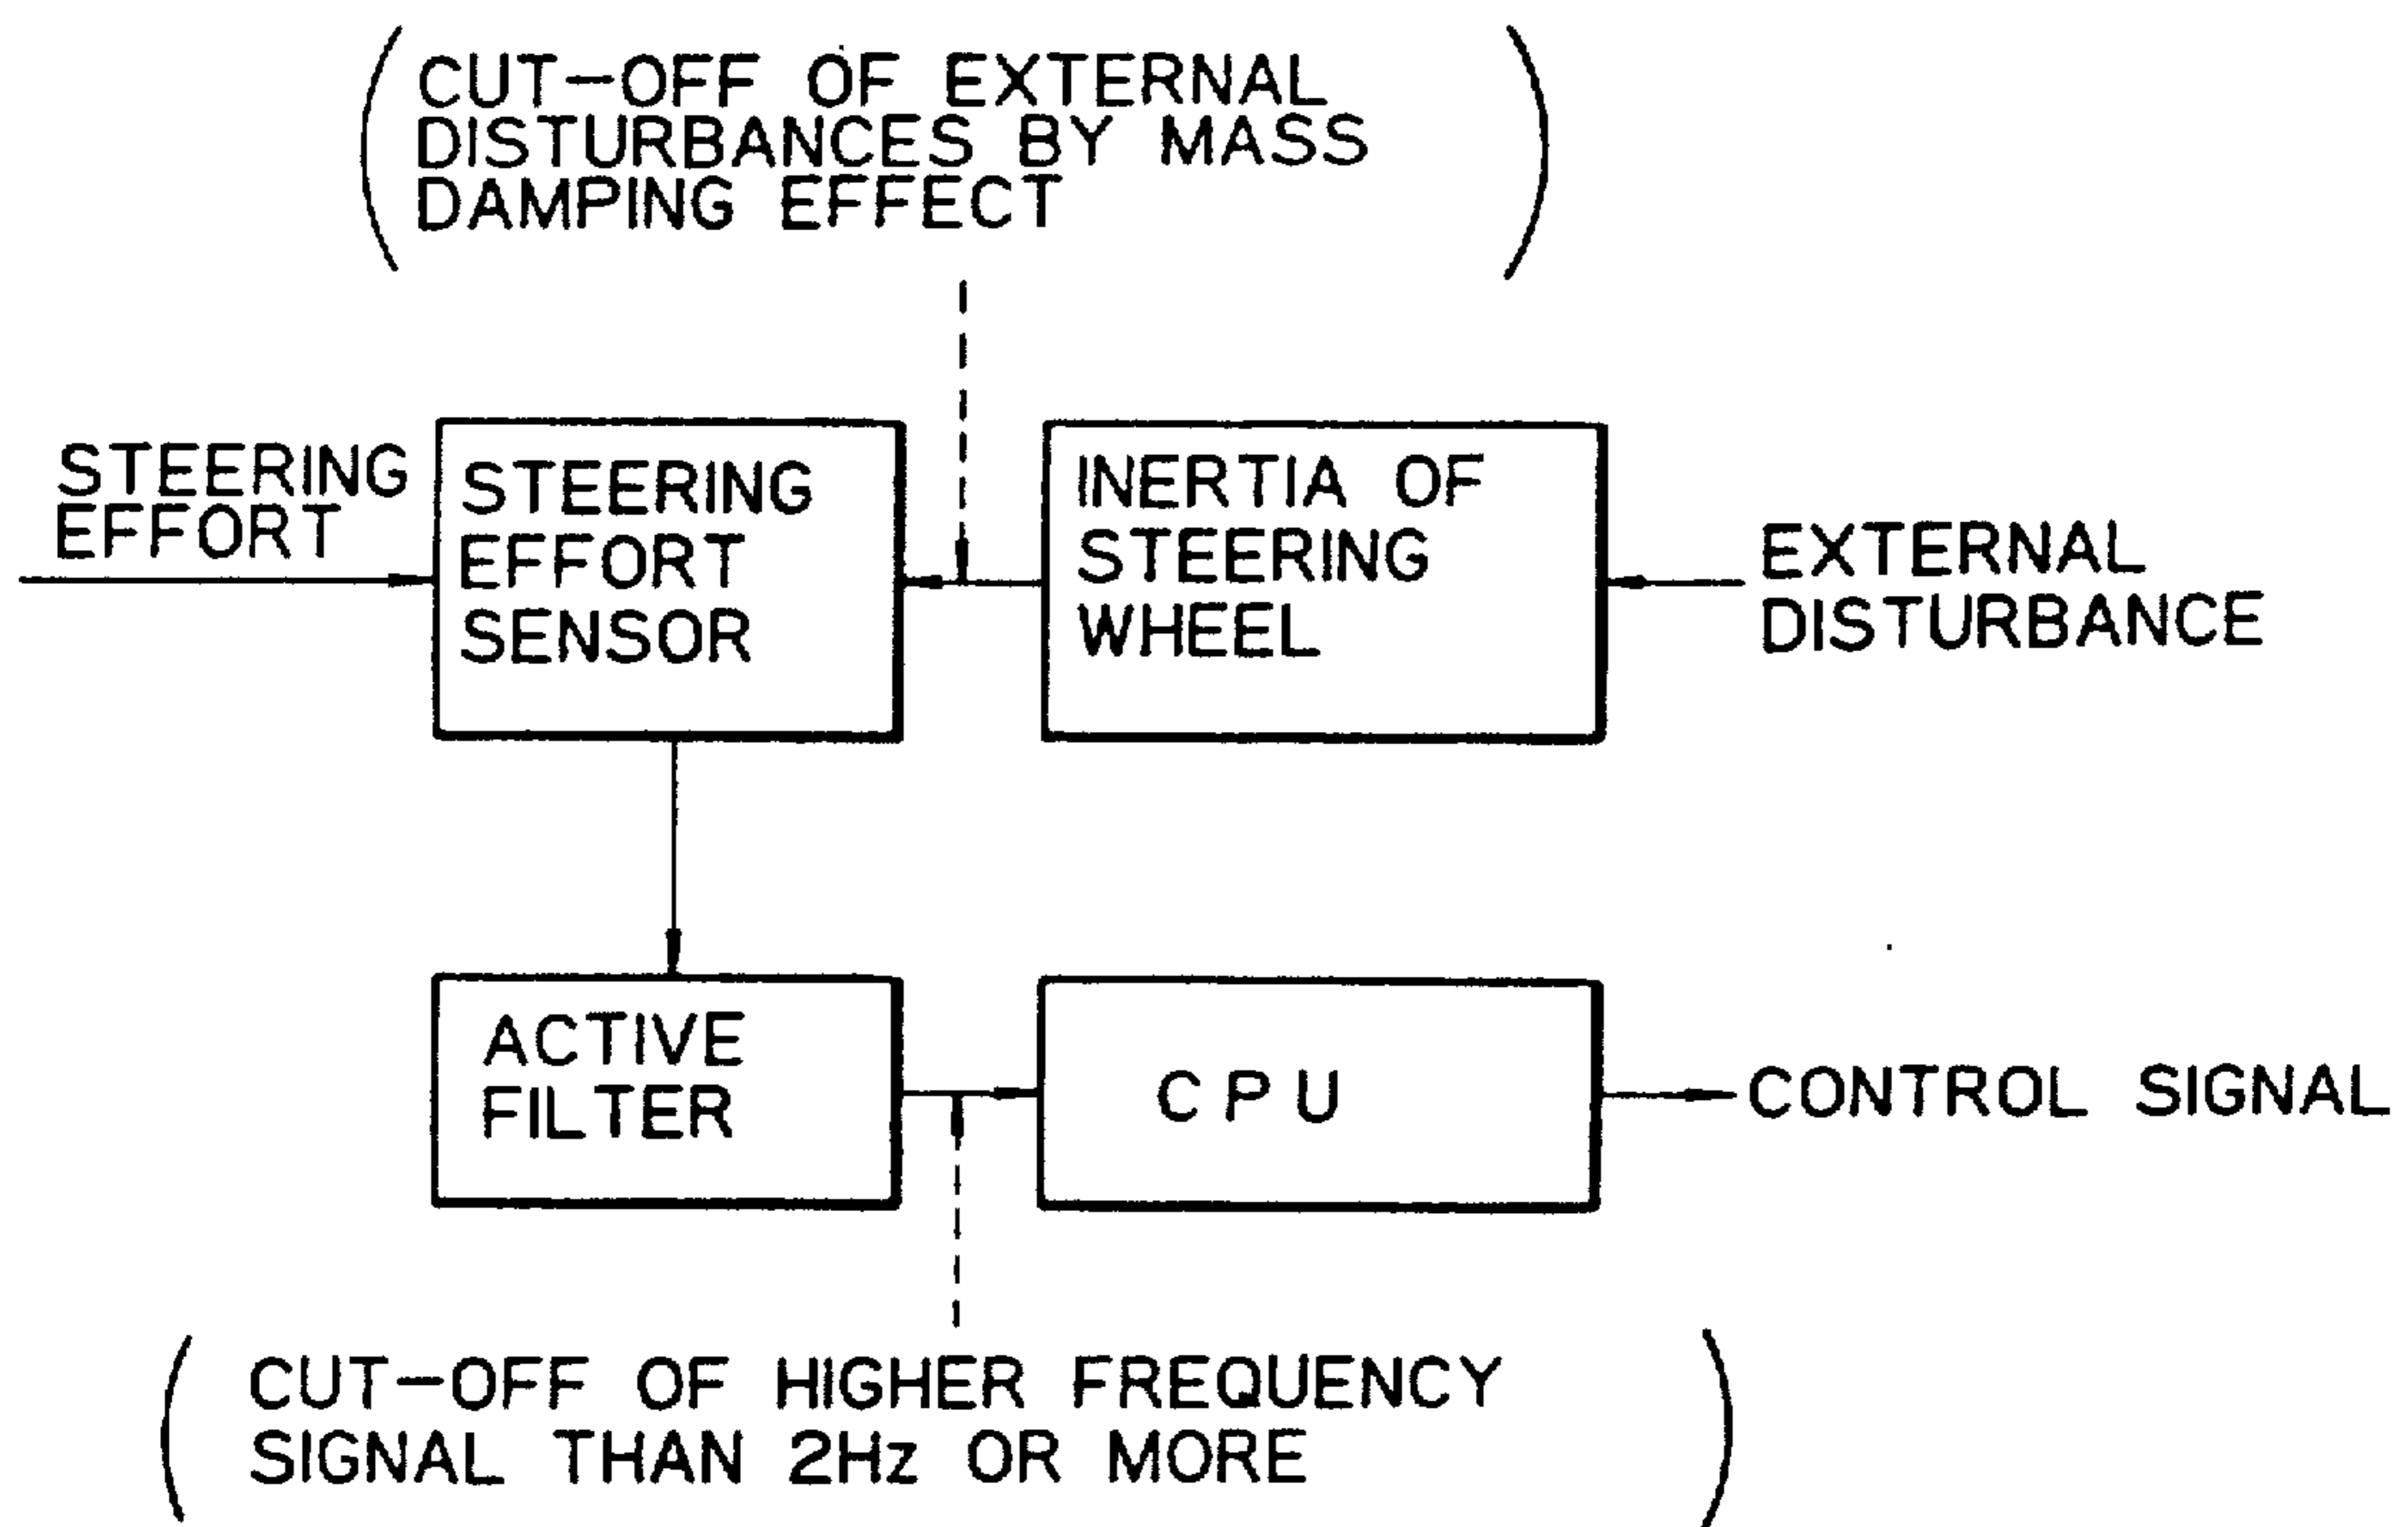 CUT-OFF OF EXTERNAL
DISTURBANCES BY MASS
DAMPING EFFECT
STEERING
EFFORT
STEERING
EFFORT
SENSOR
INERTIA OF
STEERING
WHEEL
EXTERNAL
DISTURBANCE
ACTIVE
FILTER
CPU
CONTROL SIGNAL
CUT-OFF OF HIGHER FREQUENCY
SIGNAL THAN 2Hz OR MORE